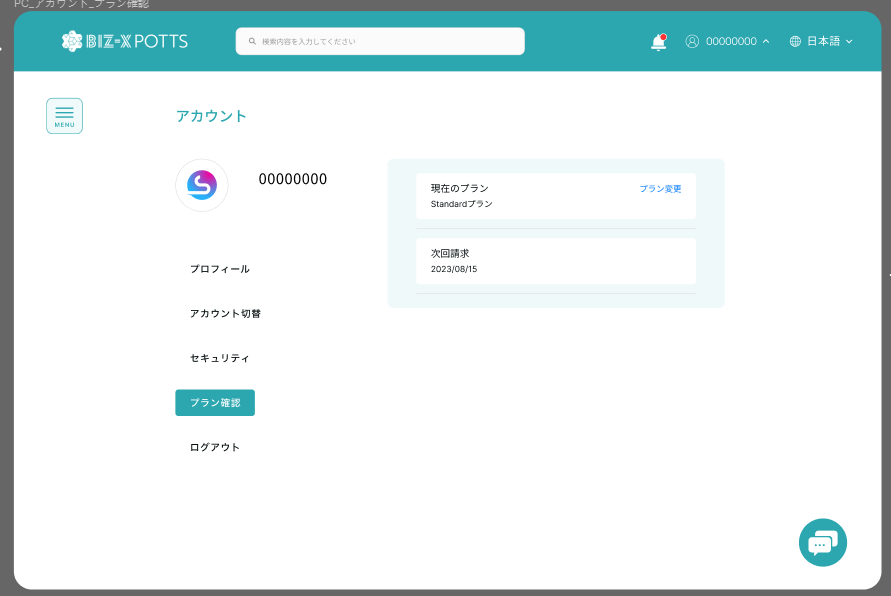 PC_アカウント_プラン確認
BIZ-X POTTS
検索内容を入力してください
00000000
日本語
MENU
アカウント
00000000
プロフィール
アカウント切替
セキュリティ
プラン確認
ログアウト
現在のプラン
プラン変更
Standardプラン
次回請求
2023/08/15